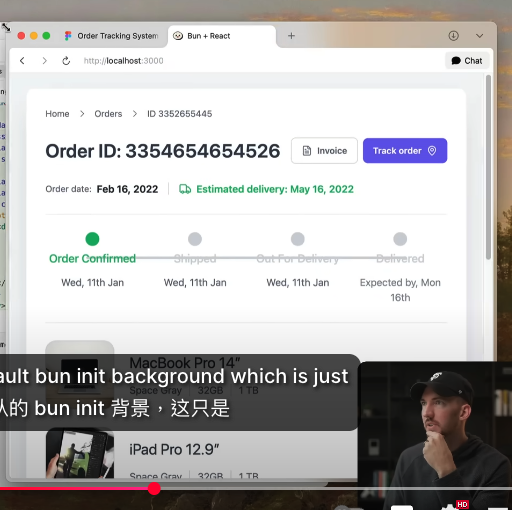 Order Tracking System
Bun + React
http://localhost:3000
Chat
Home > Orders > ID 3352655445
Order ID: 3354654654526
Invoice
Track order
Order date: Feb 16, 2022
Estimated delivery: May 16, 2022
Order Confirmed
Shipped
Out For Delivery
Delivered
Wed, 11th Jan
Wed, 11th Jan
Wed, 11th Jan
Expected by, Mon
16th
MacBook Pro 14”
Space Gray | 32GB | 1 TB
ault bun init background which is just
认的 bun init 背景，这只是
iPad Pro 12.9”
Space Gray | 32GB | 1 TB
HD